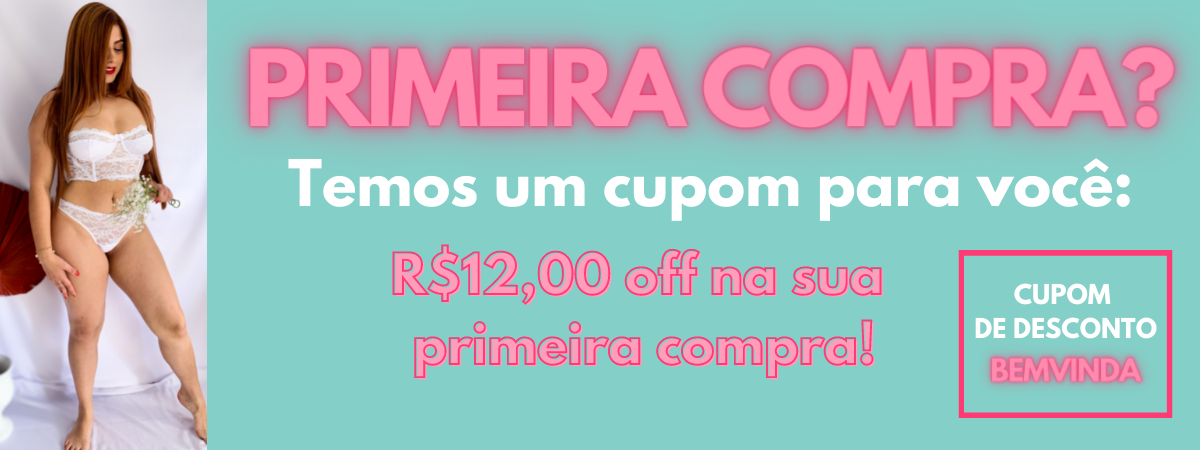 PRIMEIRA COMPRA?
Temos um cupom para você:
R$12,00 off na sua
primeira compra!
CUPOM
DE DESCONTO
BEMVINDA